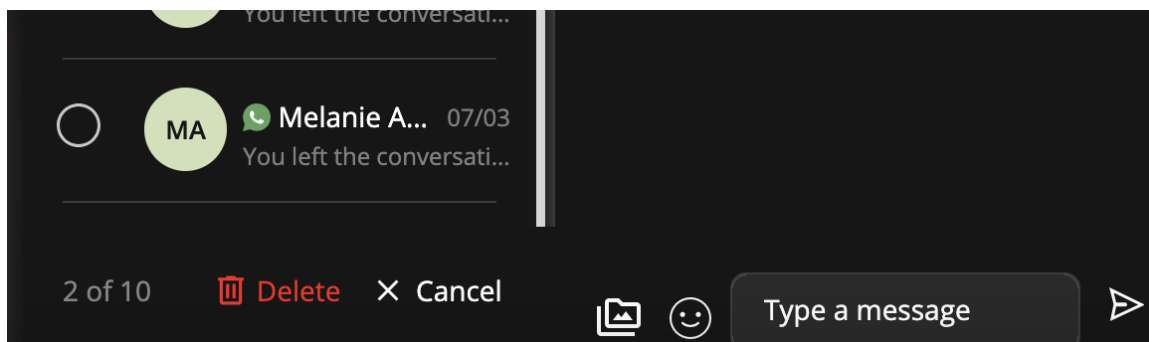 You left the conversati...
MA
Melanie A... 07/03
You left the conversati...
2 of 10 Delete Cancel
Type a message